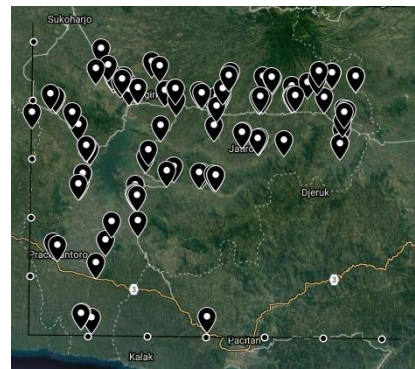 Sukoharjo
Jatiro
Djeruk
Pracimantoro
3
3
Pacitan
Kalak